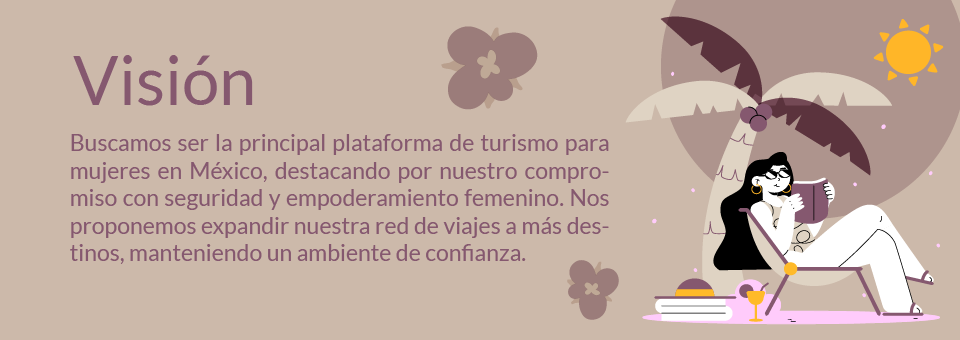 Visión
Buscamos ser la principal plataforma de turismo para
mujeres en México, destacando por nuestro compro-
miso con seguridad y empoderamiento femenino. Nos
proponemos expandir nuestra red de viajes a más des-
tinos, manteniendo un ambiente de confianza.